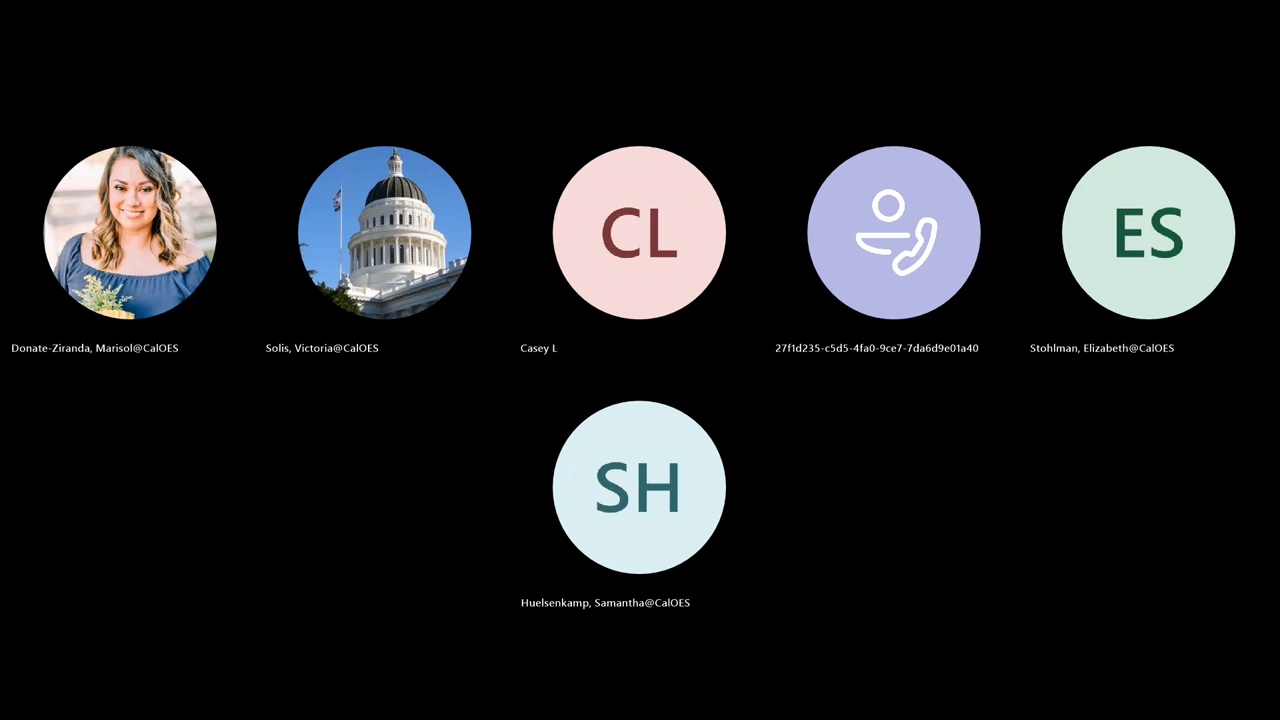 CL
ES
Donate-Ziranda, Marisol@CalOES
Solis, Victoria@CalOES
Casey L
27f1d235-c5d5-4fa0-9ce7-7da6d9e01a40
Stohlman, Elizabeth@CalOES
SH
Huelsenkamp, Samantha@CalOES